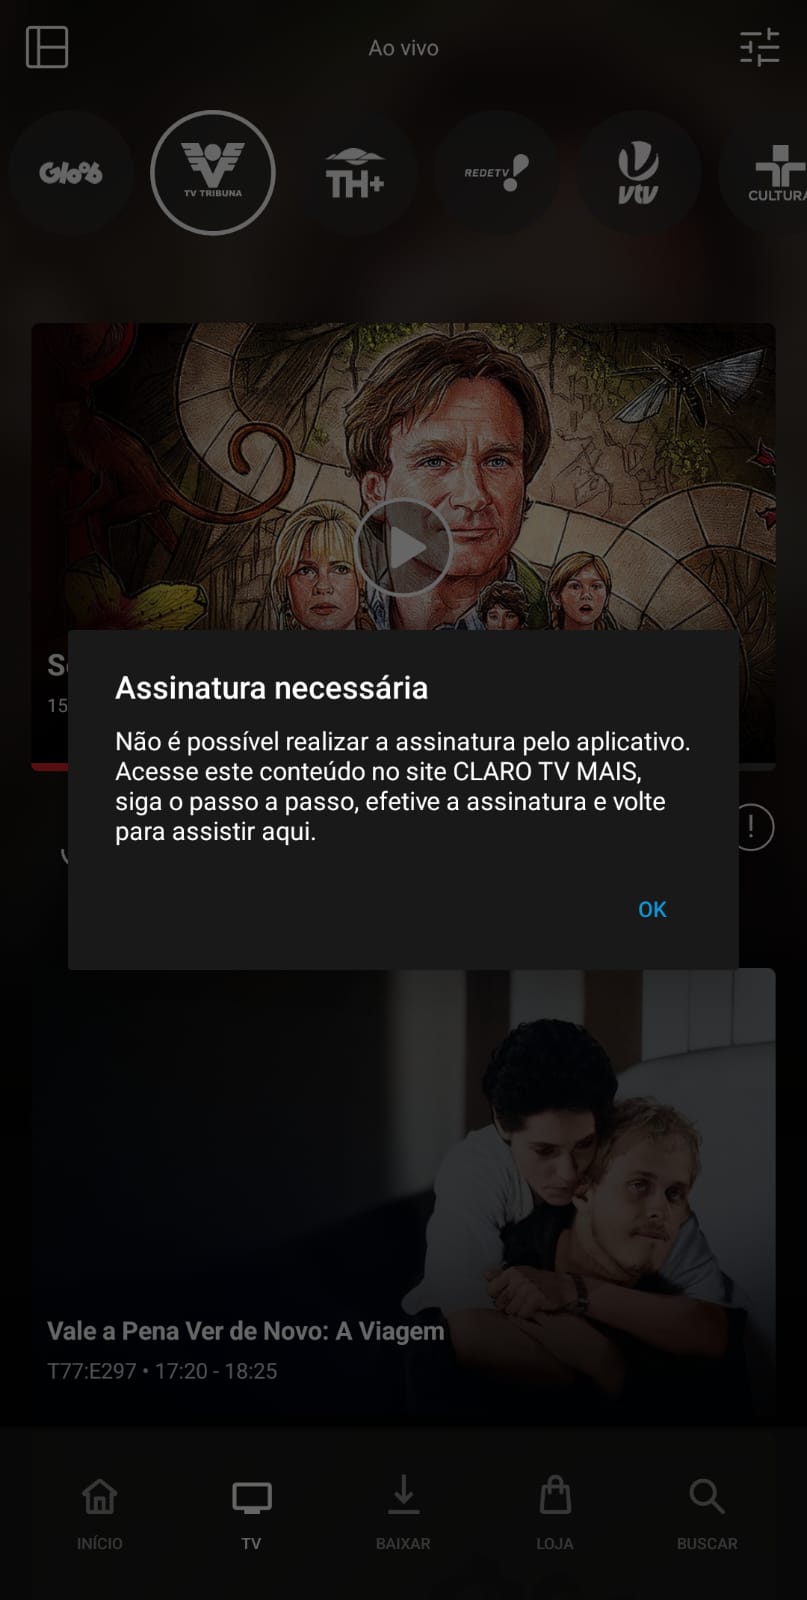 Ao vivo
Glo%
TV TRIBUNA
TH+
REDETV!
vtv
CULTURA
S
15
Assinatura necessária
Não é possível realizar a assinatura pelo aplicativo.
Acesse este conteúdo no site CLARO TV MAIS,
siga o passo a passo, efetive a assinatura e volte
para assistir aqui.
OK
Vale a Pena Ver de Novo: A Viagem
T77:E297 • 17:20 - 18:25
INÍCIO
TV
BAIXAR
LOJA
BUSCAR